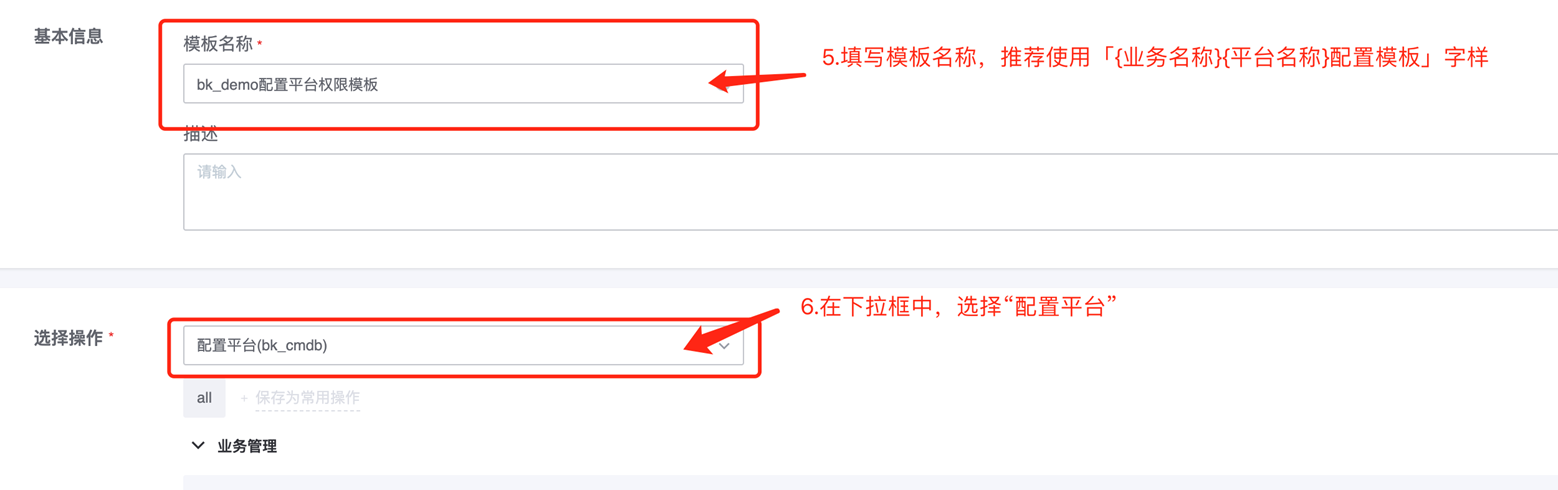 基本信息
模板名称 *
bk_demo配置平台权限模板
5.填写模板名称，推荐使用「{业务名称}{平台名称}配置模板」字样
描述
请输入
6.在下拉框中，选择“配置平台”
选择操作 *
配置平台(bk_cmdb)
all
+ 保存为常用操作
业务管理